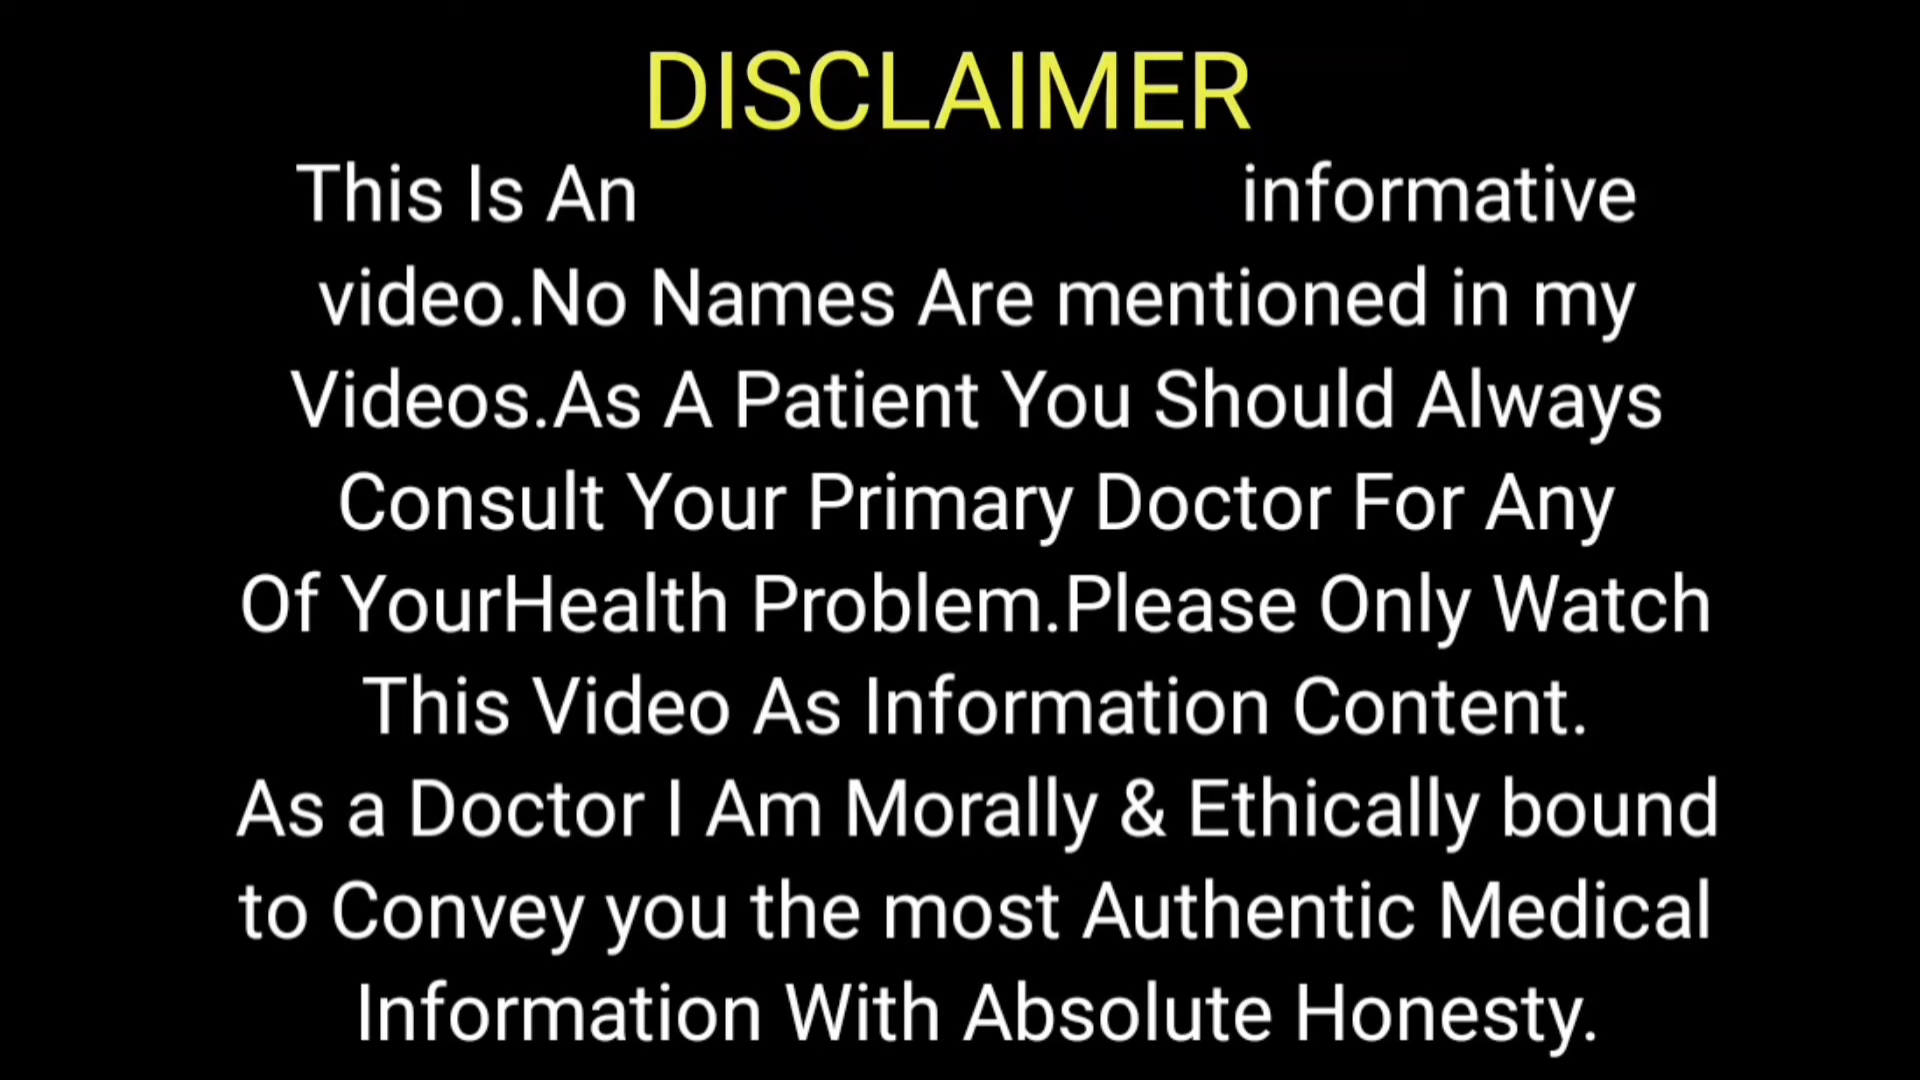 DISCLAIMER
This Is An informative
video.No Names Are mentioned in my
Videos.As A Patient You Should Always
Consult Your Primary Doctor For Any
Of YourHealth Problem.Please Only Watch
This Video As Information Content.
As a Doctor I Am Morally & Ethically bound
to Convey you the most Authentic Medical
Information With Absolute Honesty.